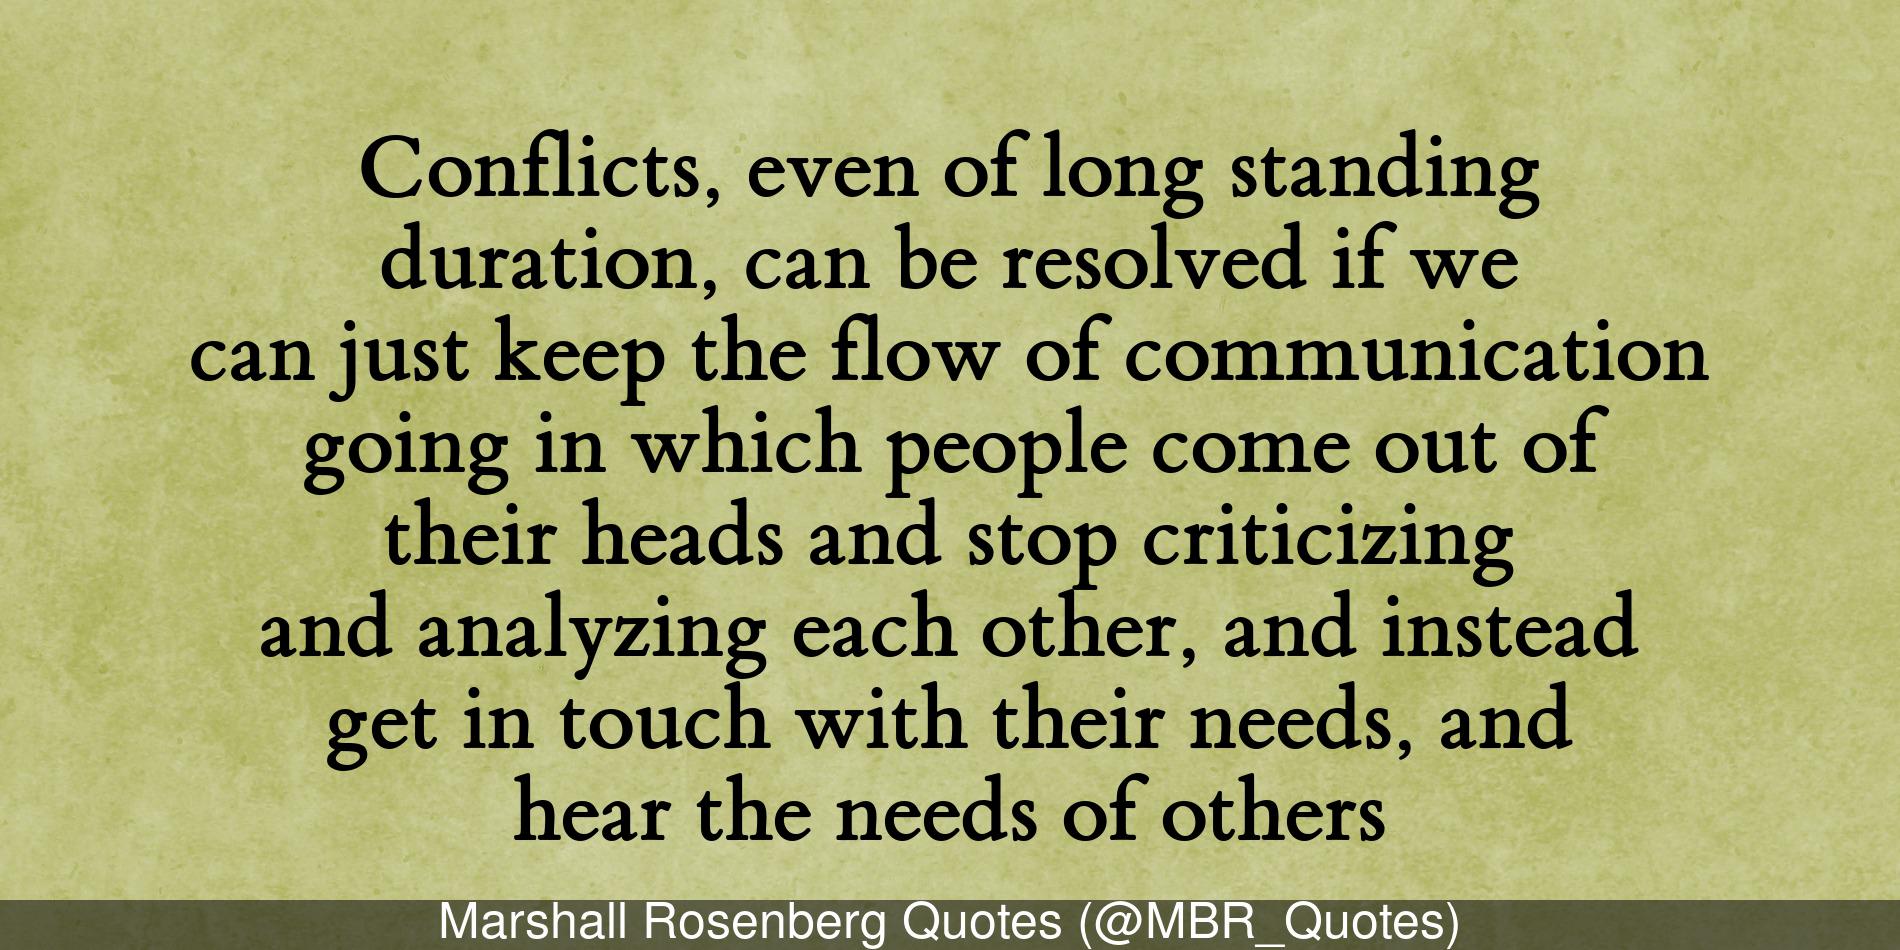 Conflicts, even of long standing
duration, can be resolved if we
can just keep the flow of communication
going in which people come out of
their heads and stop criticizing
and analyzing each other, and instead
get in touch with their needs, and
hear the needs of others
Marshall Rosenberg Quotes (@MBR_Quotes)